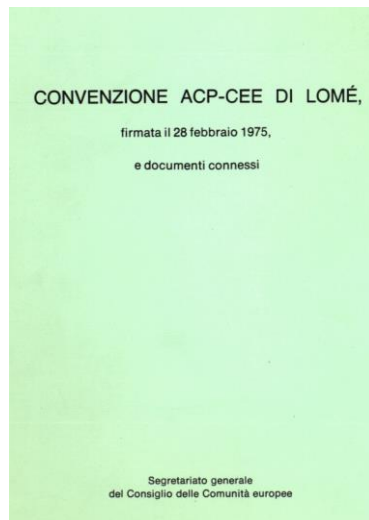 CONVENZIONE ACP-CEE DI LOMÉ,
firmata il 28 febbraio 1975,
e documenti connessi
Segretariato generale
del Consiglio delle Comunità europee